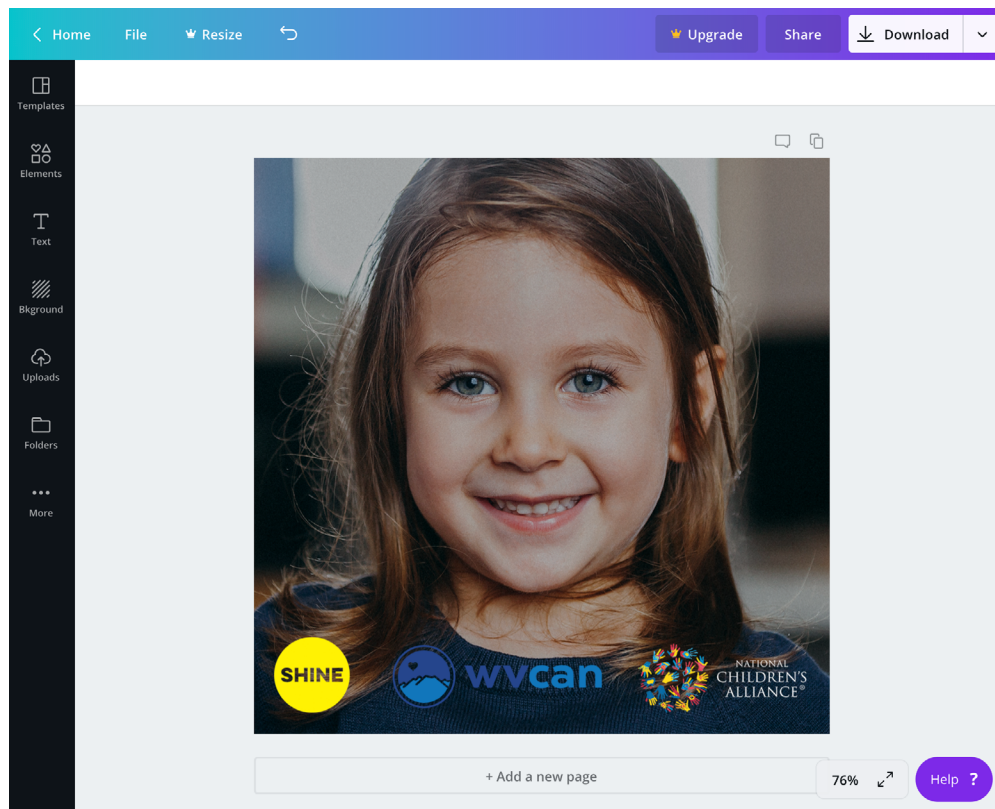 Home File Resize Upgrade Share Download
Templates
Elements
Text
Bkground
Uploads
Folders
More
SHINE
wvcan
NATIONAL
CHILDREN'S
ALLIANCE®
+ Add a new page
76%
Help ?